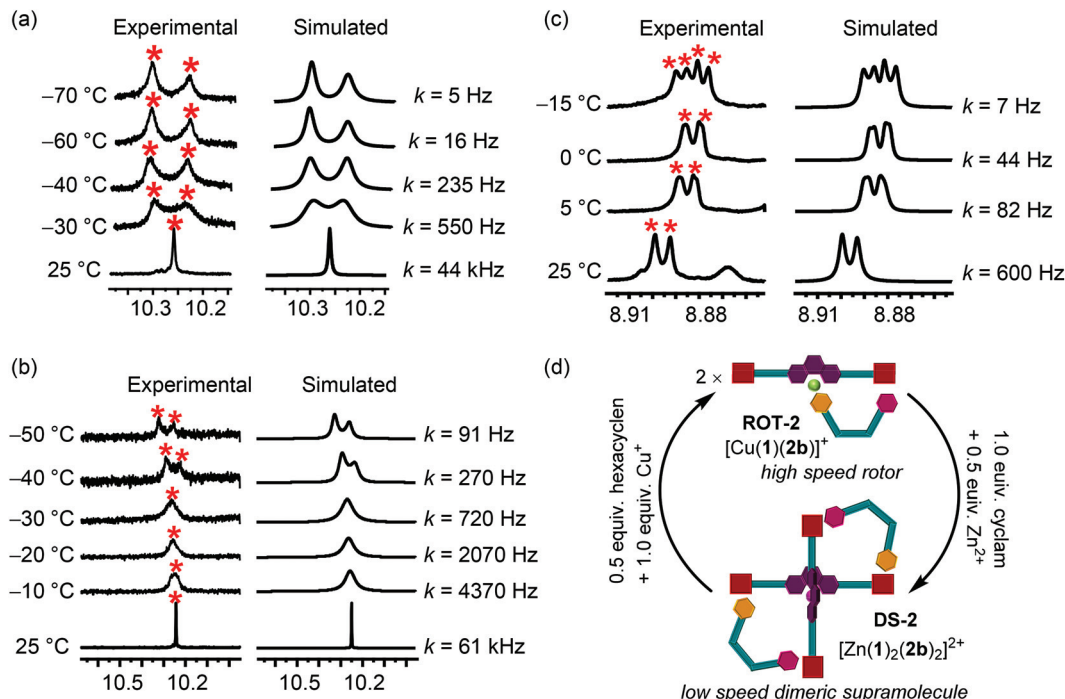 (a)
Experimental
Simulated
–70 °C
k = 5 Hz
–60 °C
k = 16 Hz
–40 °C
k = 235 Hz
–30 °C
k = 550 Hz
25 °C
k = 44 kHz
10.3 10.2
10.3 10.2
(b)
Experimental
Simulated
–50 °C
k = 91 Hz
–40 °C
k = 270 Hz
–30 °C
k = 720 Hz
–20 °C
k = 2070 Hz
–10 °C
k = 4370 Hz
25 °C
k = 61 kHz
10.5 10.2
10.5 10.2
(c)
Experimental
Simulated
–15 °C
k = 7 Hz
0 °C
k = 44 Hz
5 °C
k = 82 Hz
25 °C
k = 600 Hz
8.91 8.88
8.91 8.88
(d)
2 ×
ROT-2
[Cu(1)(2b)]⁺
high speed rotor
0.5 equiv. hexacyclen
+ 1.0 equiv. Cu⁺
1.0 euiv. cyclam
+ 0.5 euiv. Zn²⁺
DS-2
[Zn(1)₂(2b)₂]²⁺
low speed dimeric supramolecule